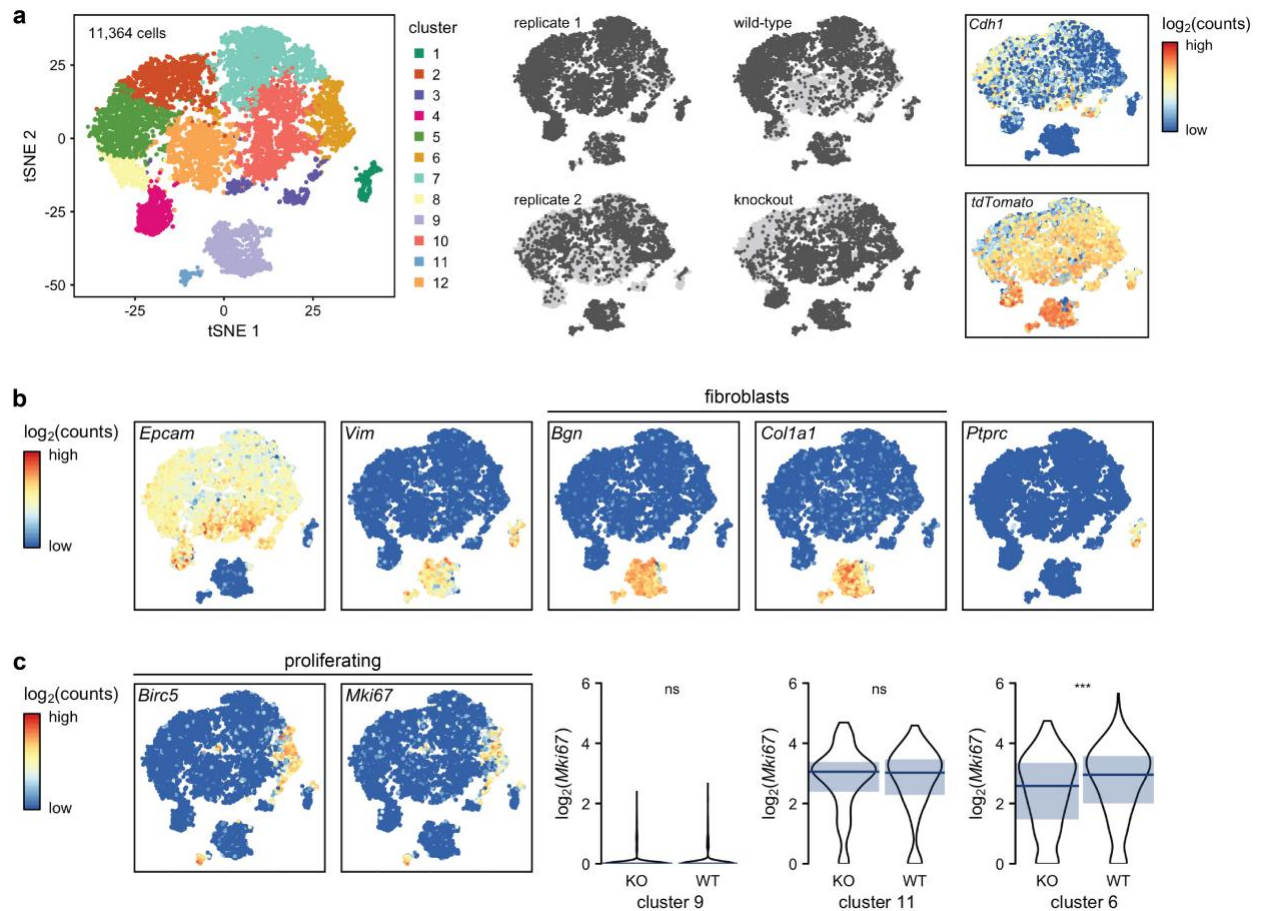 a
11,364 cells
25
0
-25
-50
tSNE 2
-25
0
25
tSNE 1
cluster
1
2
3
4
5
6
7
8
9
10
11
12
replicate 1
wild-type
replicate 2
knockout
Cdh1
tdTomato
log2(counts)
high
low
b
log2(counts)
high
low
fibroblasts
Epcam
Vim
Bgn
Col1a1
Ptprc
c
log2(counts)
high
low
proliferating
Birc5
Mki67
log2(Mki67)
6
4
2
0
ns
KO
WT
cluster 9
log2(Mki67)
6
4
2
0
ns
KO
WT
cluster 11
log2(Mki67)
6
4
2
0
***
KO
WT
cluster 6